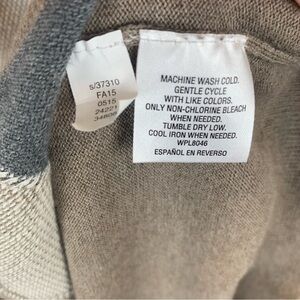 s/37310
FA15
0515
24221
34808
MACHINE WASH COLD.
GENTLE CYCLE
WITH LIKE COLORS.
ONLY NON-CHLORINE BLEACH
WHEN NEEDED.
TUMBLE DRY LOW.
COOL IRON WHEN NEEDED.
WPL8046
ESPAÑOL EN REVERSO